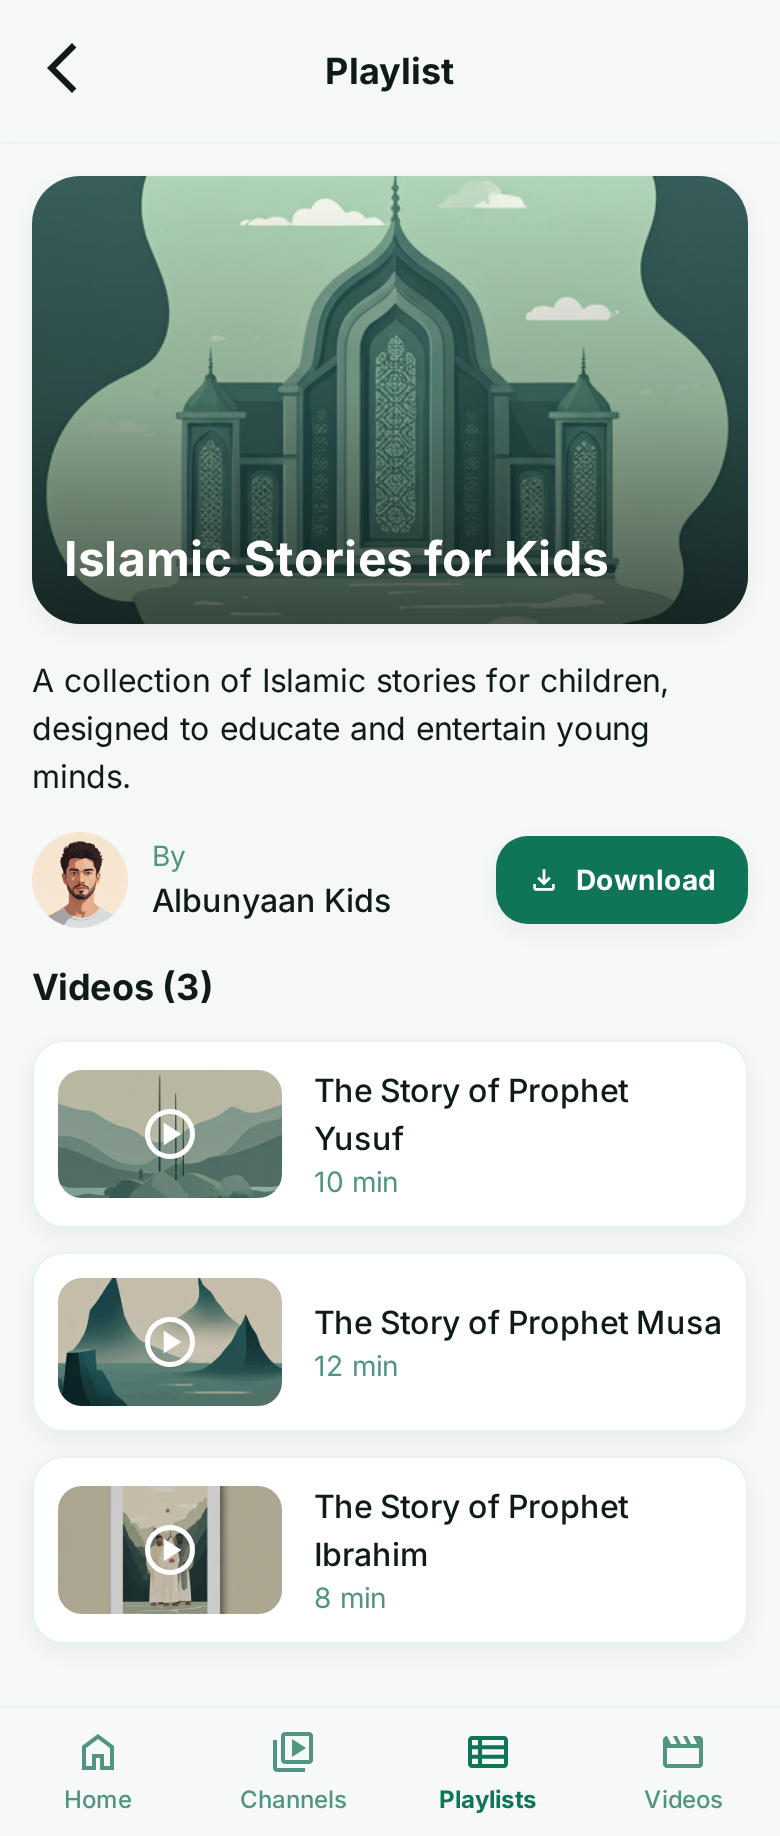 Playlist
Islamic Stories for Kids
A collection of Islamic stories for children,
designed to educate and entertain young
minds.
By
Albunyaan Kids
Download
Videos (3)
The Story of Prophet
Yusuf
10 min
The Story of Prophet Musa
12 min
The Story of Prophet
Ibrahim
8 min
Home
Channels
Playlists
Videos